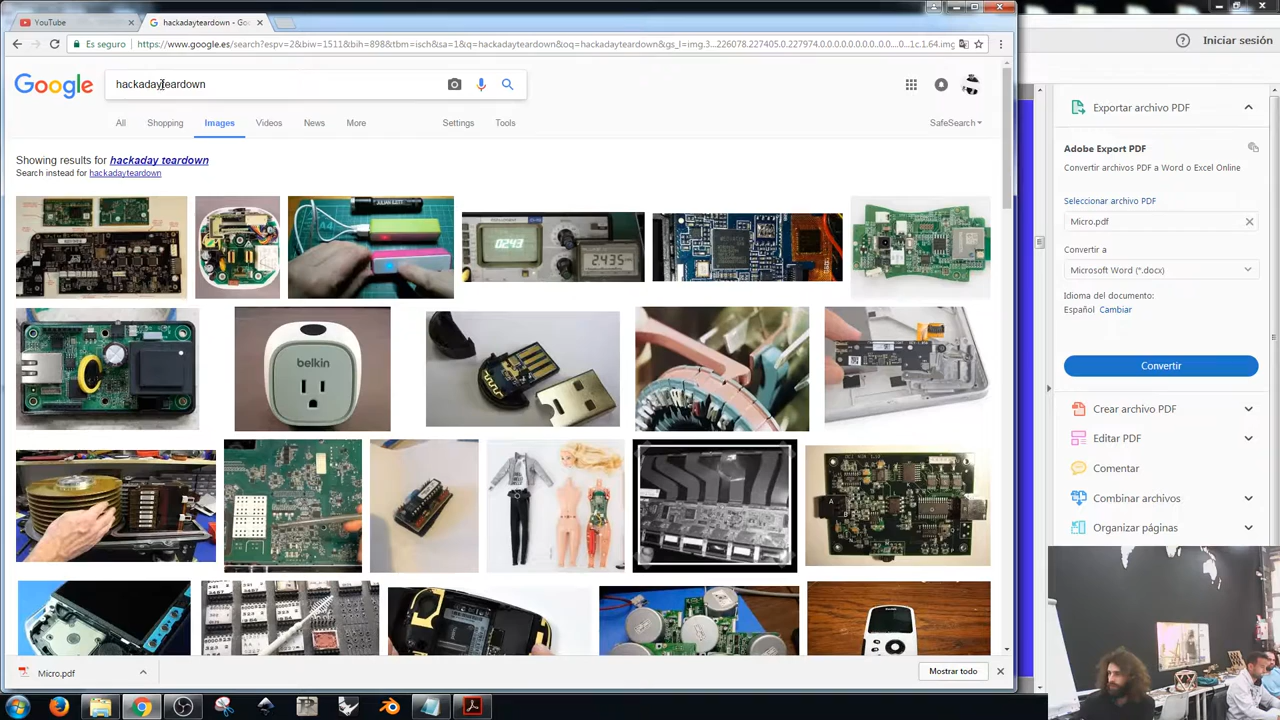 YouTube
hackadayteardown - Go
Es seguro
https://www.google.es/search?espv=2&biw=1511&bih=898&tbm=isch&sa=1&q=hackadayteardown&oq=hackadayteardown&gs_l=img.3...226078.227405.0.227974.0.0.0.0.0.0.0.0..0.0....0...1c.1.64.img
Iniciar sesión
Google
hackadayteardown
All
Shopping
Images
Videos
News
More
Settings
Tools
SafeSearch
Showing results for hackaday teardown
Search instead for hackadayteardown
JULIAN ILETT
A4
0243
2.435
belkin
Exportar archivo PDF
Adobe Export PDF
Convertir archivos PDF a Word o Excel Online
Seleccionar archivo PDF
Micro.pdf
Convertir a
Microsoft Word (*.docx)
Idioma del documento:
Español Cambiar
Convertir
Crear archivo PDF
Editar PDF
Comentar
Combinar archivos
Organizar páginas
Micro.pdf
Mostrar todo